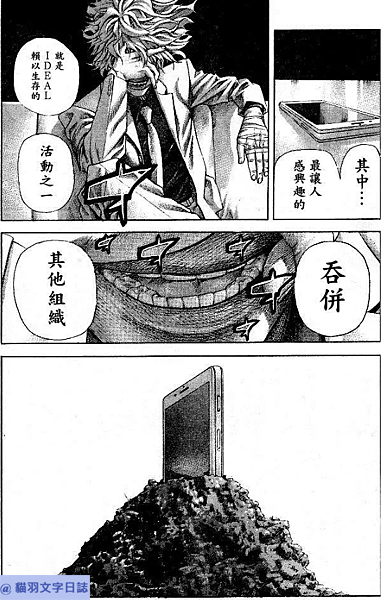 其中…
最讓人
感興趣的
就是
IDEAL
賴以生存的
活動之一
吞併
其他組織
@ 貓羽文字日誌